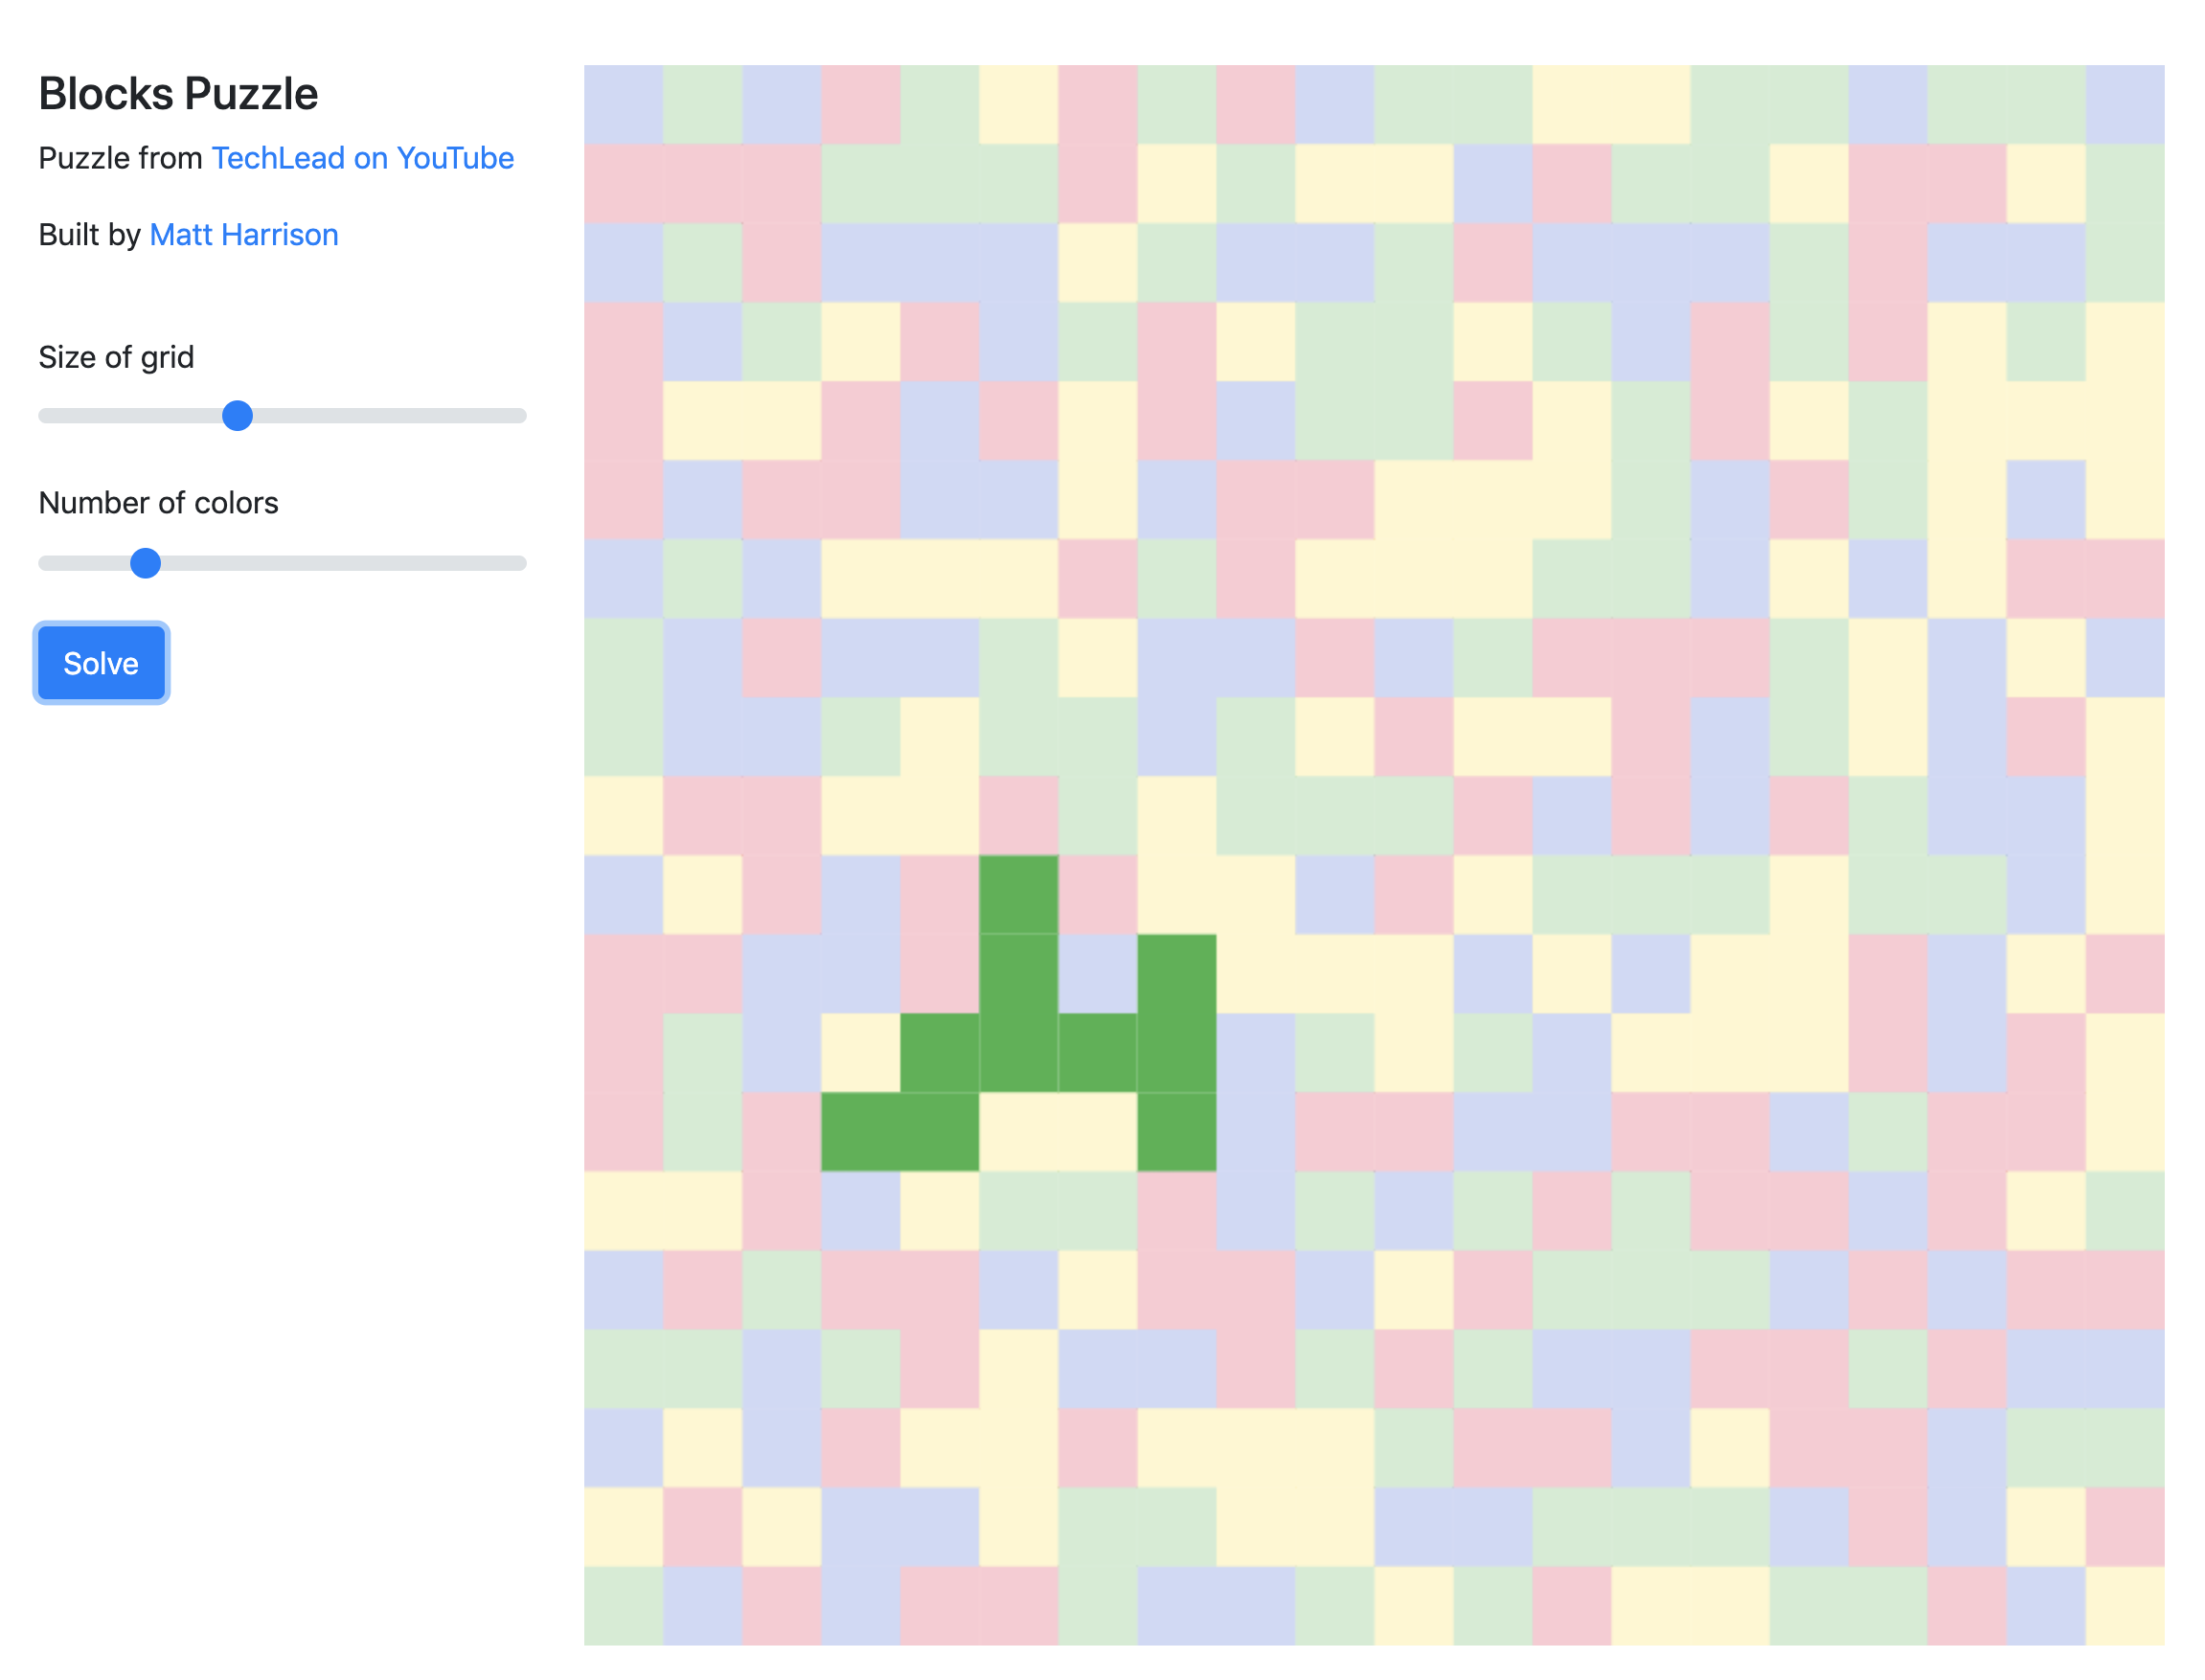 Blocks Puzzle
Puzzle from TechLead on YouTube
Built by Matt Harrison
Size of grid
Number of colors
Solve